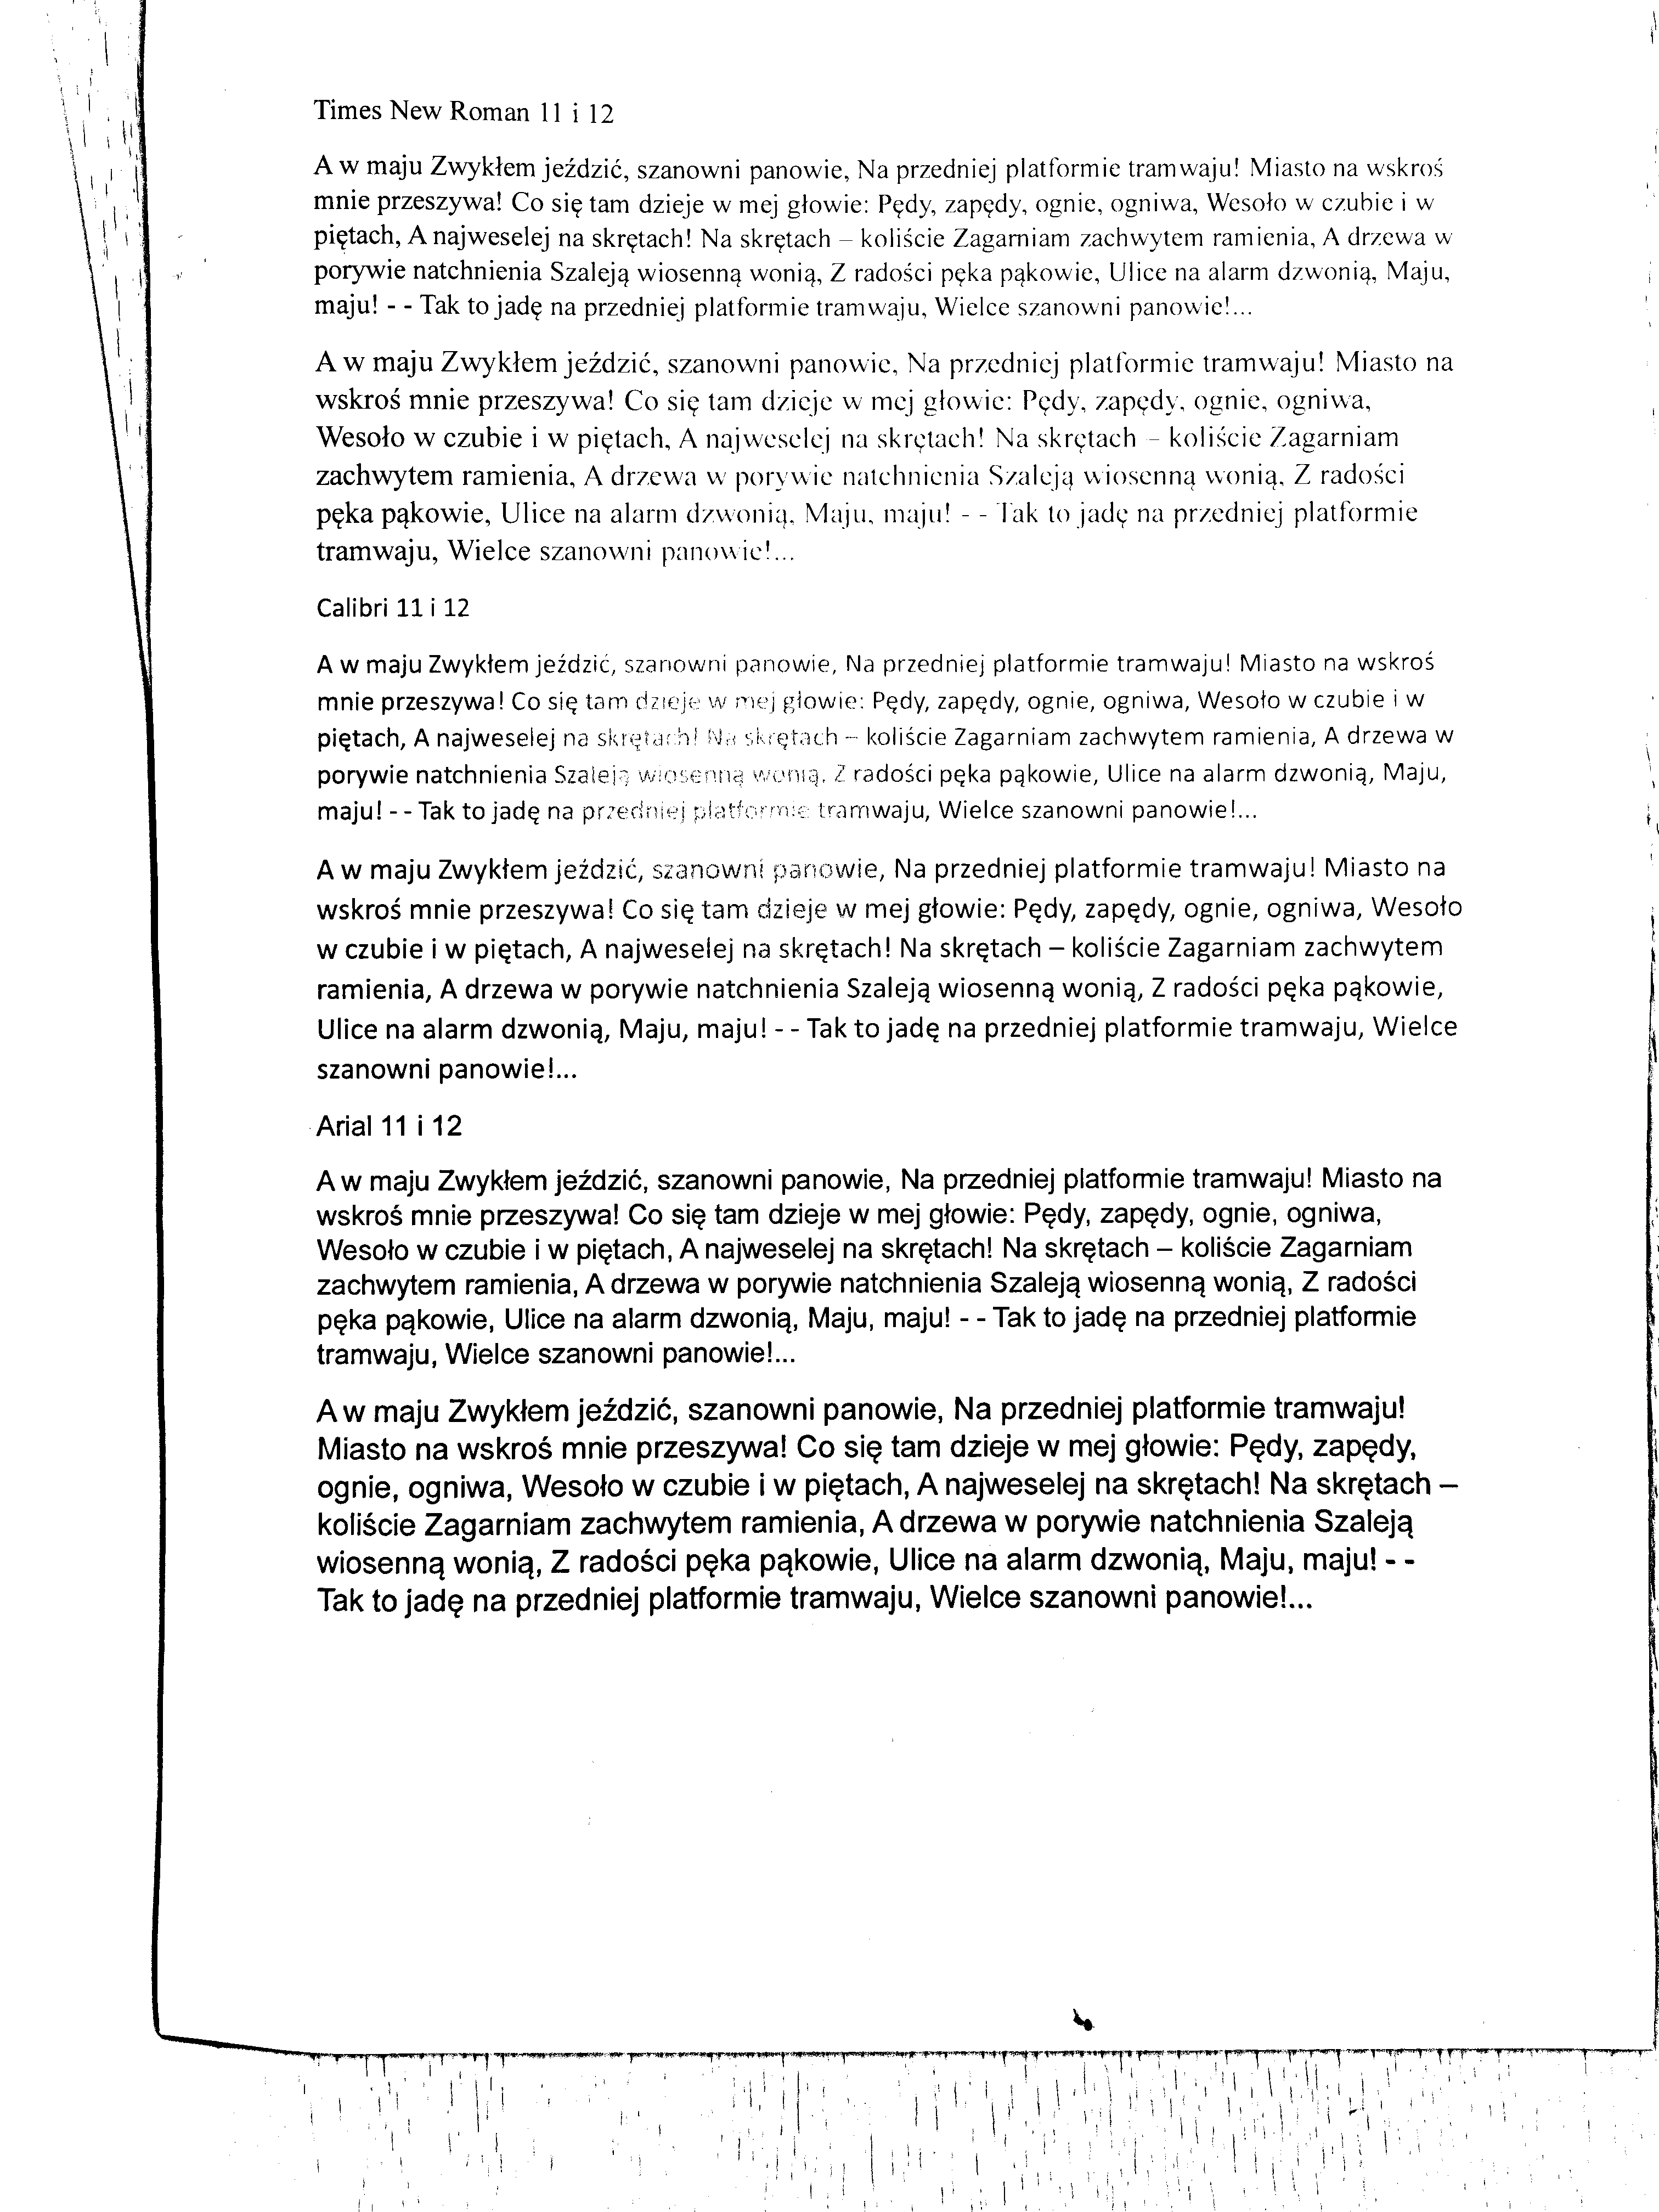 Times New Roman 11 i 12
A w maju Zwykłem jeździć, szanowni panowie, Na przedniej platformie tramwaju! Miasto na wskroś
mnie przeszywa! Co się tam dzieje w mej głowie: Pędy, zapędy, ognie, ogniwa, Wesoło w czubie i w
piętach, A najweselej na skrętach! Na skrętach – koliście Zagarniam zachwytem ramienia, A drzewa w
porywie natchnienia Szaleją wiosenną wonią, Z radości pęka pąkowie, Ulice na alarm dzwonią, Maju,
maju! - - Tak to jadę na przedniej platformie tramwaju, Wielce szanowni panowie!...
A w maju Zwykłem jeździć, szanowni panowie, Na przedniej platformie tramwaju! Miasto na
wskroś mnie przeszywa! Co się tam dzieje w mej głowie: Pędy, zapędy, ognie, ogniwa,
Wesoło w czubie i w piętach, A najweselej na skrętach! Na skrętach – koliście Zagarniam
zachwytem ramienia, A drzewa w porywie natchnienia Szaleją wiosenną wonią, Z radości
pęka pąkowie, Ulice na alarm dzwonią, Maju, maju! - - Tak to jadę na przedniej platformie
tramwaju, Wielce szanowni panowie!...
Calibri 11 i 12
A w maju Zwykłem jeździć, szanowni panowie, Na przedniej platformie tramwaju! Miasto na wskroś
mnie przeszywa! Co się tam dzieje w mej głowie: Pędy, zapędy, ognie, ogniwa, Wesoło w czubie i w
piętach, A najweselej na skrętach! Na skrętach – koliście Zagarniam zachwytem ramienia, A drzewa w
porywie natchnienia Szaleją wiosenną wonią, Z radości pęka pąkowie, Ulice na alarm dzwonią, Maju,
maju! - - Tak to jadę na przedniej platformie tramwaju, Wielce szanowni panowie!...
A w maju Zwykłem jeździć, szanowni panowie, Na przedniej platformie tramwaju! Miasto na
wskroś mnie przeszywa! Co się tam dzieje w mej głowie: Pędy, zapędy, ognie, ogniwa, Wesoło
w czubie i w piętach, A najweselej na skrętach! Na skrętach – koliście Zagarniam zachwytem
ramienia, A drzewa w porywie natchnienia Szaleją wiosenną wonią, Z radości pęka pąkowie,
Ulice na alarm dzwonią, Maju, maju! - - Tak to jadę na przedniej platformie tramwaju, Wielce
szanowni panowie!...
Arial 11 i 12
A w maju Zwykłem jeździć, szanowni panowie, Na przedniej platformie tramwaju! Miasto na
wskroś mnie przeszywa! Co się tam dzieje w mej głowie: Pędy, zapędy, ognie, ogniwa,
Wesoło w czubie i w piętach, A najweselej na skrętach! Na skrętach – koliście Zagarniam
zachwytem ramienia, A drzewa w porywie natchnienia Szaleją wiosenną wonią, Z radości
pęka pąkowie, Ulice na alarm dzwonią, Maju, maju! - - Tak to jadę na przedniej platformie
tramwaju, Wielce szanowni panowie!...
A w maju Zwykłem jeździć, szanowni panowie, Na przedniej platformie tramwaju!
Miasto na wskroś mnie przeszywa! Co się tam dzieje w mej głowie: Pędy, zapędy,
ognie, ogniwa, Wesoło w czubie i w piętach, A najweselej na skrętach! Na skrętach –
koliście Zagarniam zachwytem ramienia, A drzewa w porywie natchnienia Szaleją
wiosenną wonią, Z radości pęka pąkowie, Ulice na alarm dzwonią, Maju, maju! - -
Tak to jadę na przedniej platformie tramwaju, Wielce szanowni panowie!...